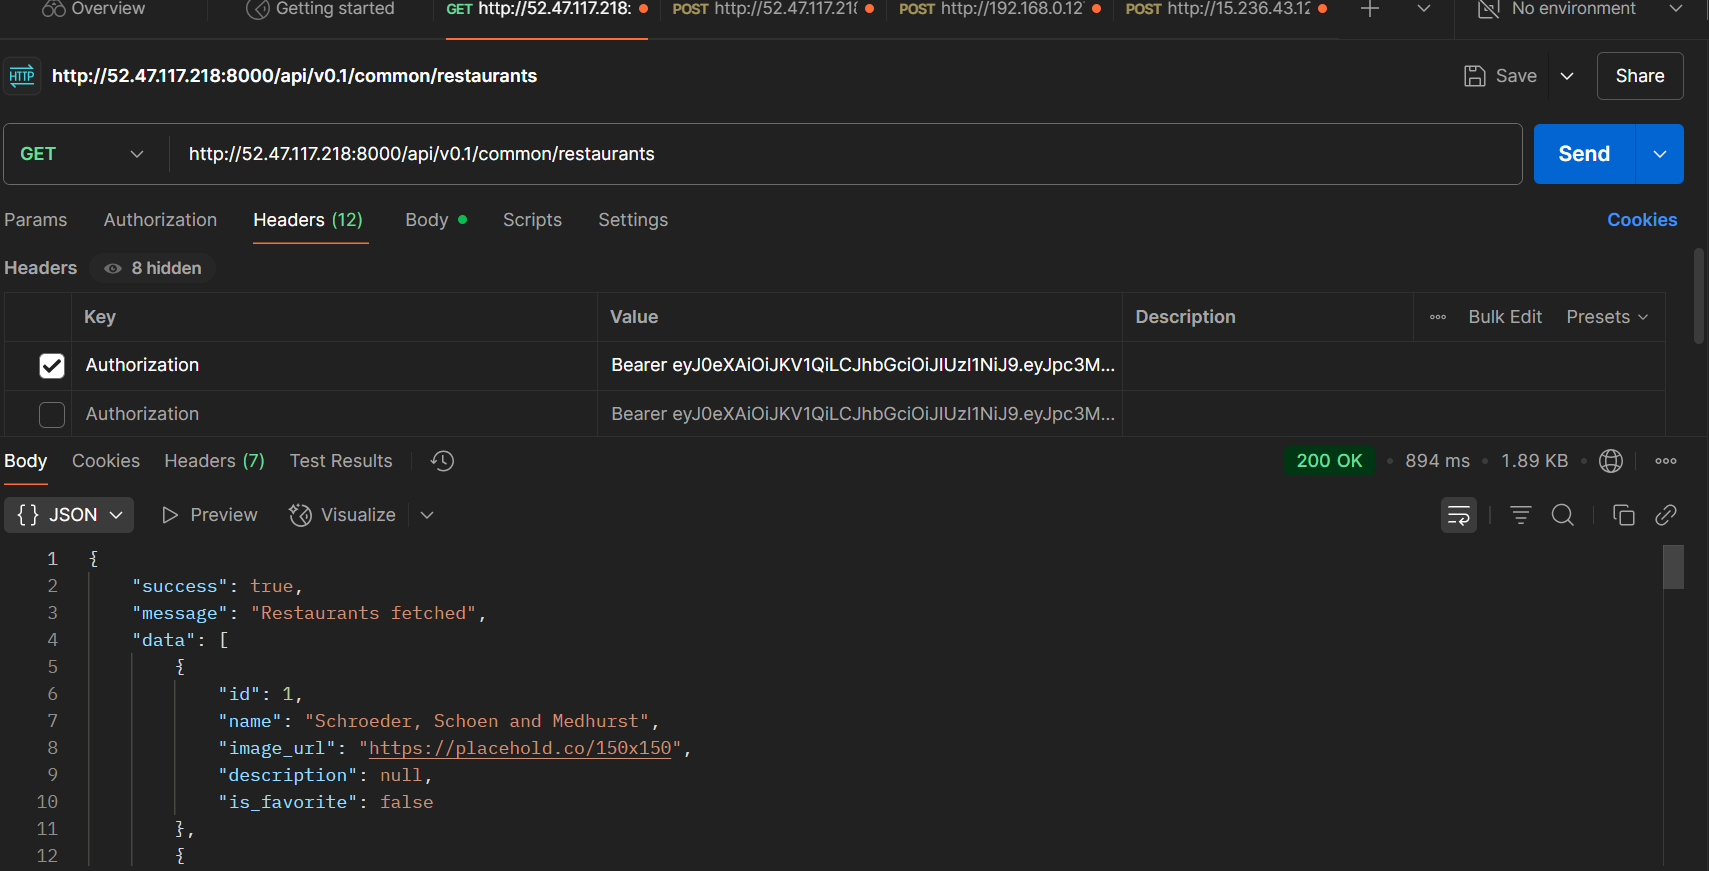 Overview Getting started GET http://52.47.117.218: POST http://52.47.117.21 POST http://192.168.0.12 POST http://15.236.43.12 No environment
HTTP http://52.47.117.218:8000/api/v0.1/common/restaurants Save Share
GET http://52.47.117.218:8000/api/v0.1/common/restaurants Send
Params Authorization Headers (12) Body Scripts Settings Cookies
Headers 8 hidden
Key Value Description Bulk Edit Presets
Authorization Bearer eyJ0eXAiOiJKV1QiLCJhbGciOiJIUzI1NiJ9.eyJpc3M...
Authorization Bearer eyJ0eXAiOiJKV1QiLCJhbGciOiJIUzI1NiJ9.eyJpc3M...
Body Cookies Headers (7) Test Results 200 OK 894 ms 1.89 KB
{} JSON Preview Visualize
1 {
2 "success": true,
3 "message": "Restaurants fetched",
4 "data": [
5 {
6 "id": 1,
7 "name": "Schroeder, Schoen and Medhurst",
8 "image_url": "https://placehold.co/150x150",
9 "description": null,
10 "is_favorite": false
11 },
12 {